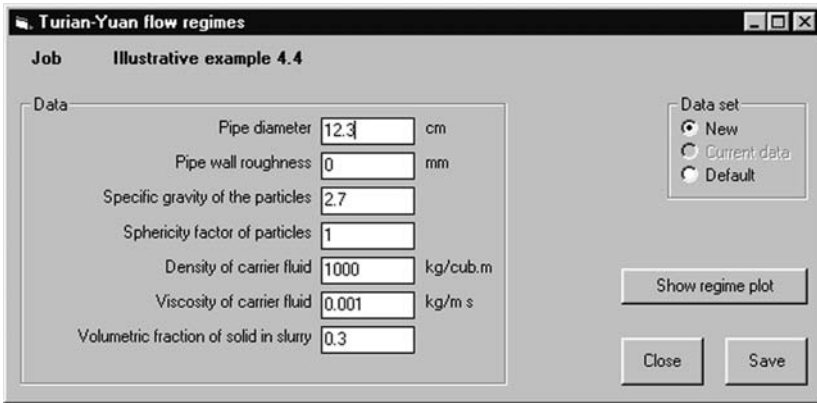 Turian-Yuan flow regimes
Job Illustrative example 4.4
Data
Pipe diameter 12.3 cm
Pipe wall roughness 0 mm
Specific gravity of the particles 2.7
Sphericity factor of particles 1
Density of carrier fluid 1000 kg/cub.m
Viscosity of carrier fluid 0.001 kg/m s
Volumetric fraction of solid in slurry 0.3
Data set
New
Current data
Default
Show regime plot
Close Save